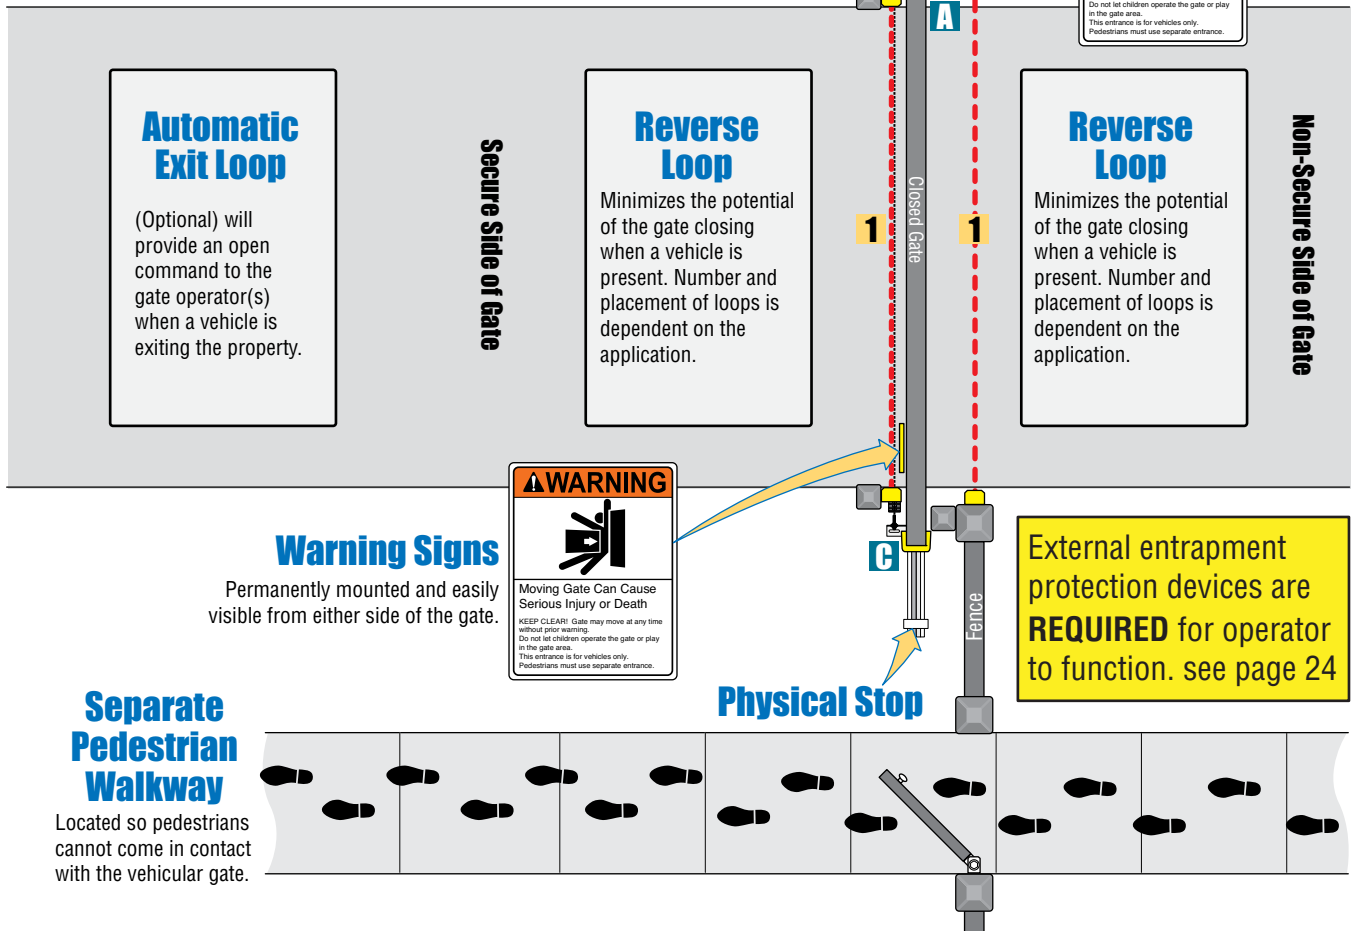 Do not let children operate the gate or play
in the gate area.
This entrance is for vehicles only.
Pedestrians must use separate entrance.
A
Automatic
Exit Loop
(Optional) will
provide an open
command to the
gate operator(s)
when a vehicle is
exiting the property.
Secure Side of Gate
Reverse
Loop
Minimizes the potential
of the gate closing
when a vehicle is
present. Number and
placement of loops is
dependent on the
application.
1
Closed Gate
1
Reverse
Loop
Minimizes the potential
of the gate closing
when a vehicle is
present. Number and
placement of loops is
dependent on the
application.
Non-Secure Side of Gate
Warning Signs
Permanently mounted and easily
visible from either side of the gate.
WARNING
Moving Gate Can Cause
Serious Injury or Death
KEEP CLEAR! Gate may move at any time
without prior warning.
Do not let children operate the gate or play
in the gate area.
This entrance is for vehicles only.
Pedestrians must use separate entrance.
C
Fence
External entrapment
protection devices are
REQUIRED for operator
to function. see page 24
Physical Stop
Separate
Pedestrian
Walkway
Located so pedestrians
cannot come in contact
with the vehicular gate.